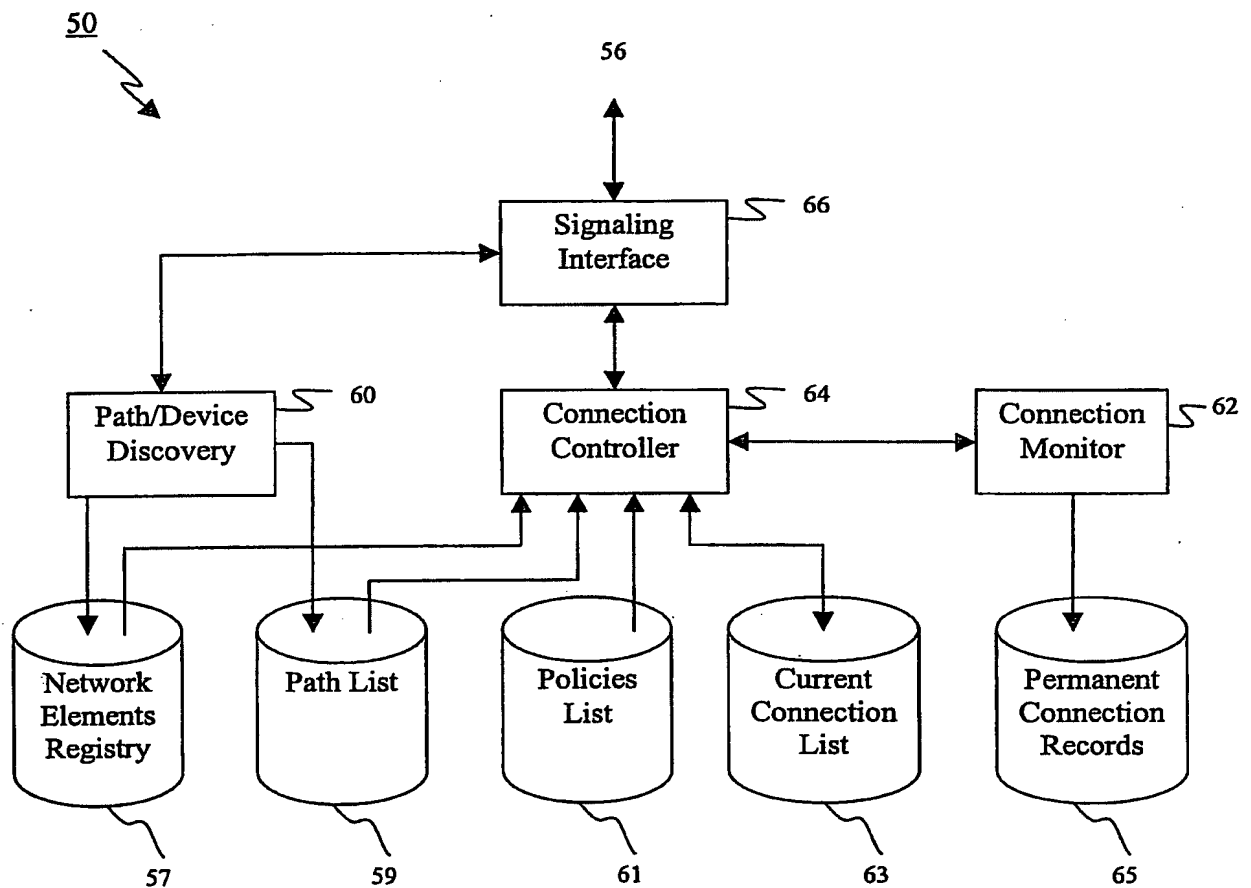 50
56
Signaling
Interface
66
Path/Device
Discovery
60
Connection
Controller
64
Connection
Monitor
62
Network
Elements
Registry
Path List
Policies
List
Current
Connection
List
Permanent
Connection
Records
57
59
61
63
65